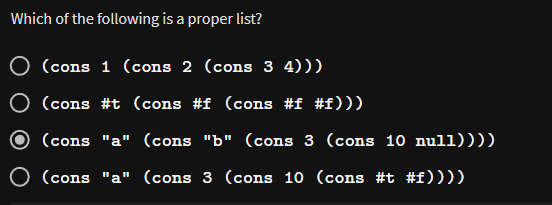 Which of the following is a proper list?
(cons 1 (cons 2 (cons 3 4)))
(cons #t (cons #f (cons #f #f)))
(cons "a" (cons "b" (cons 3 (cons 10 null))))
(cons "a" (cons 3 (cons 10 (cons #t #f))))